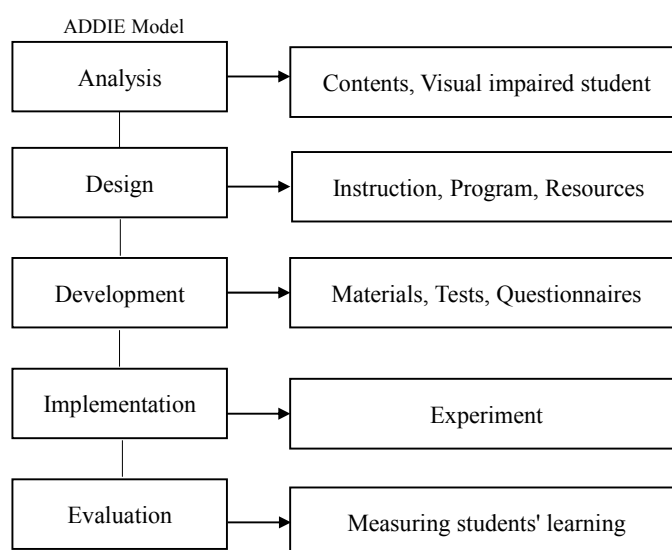 ADDIE Model
Analysis
Contents, Visual impaired student
Design
Instruction, Program, Resources
Development
Materials, Tests, Questionnaires
Implementation
Experiment
Evaluation
Measuring students' learning